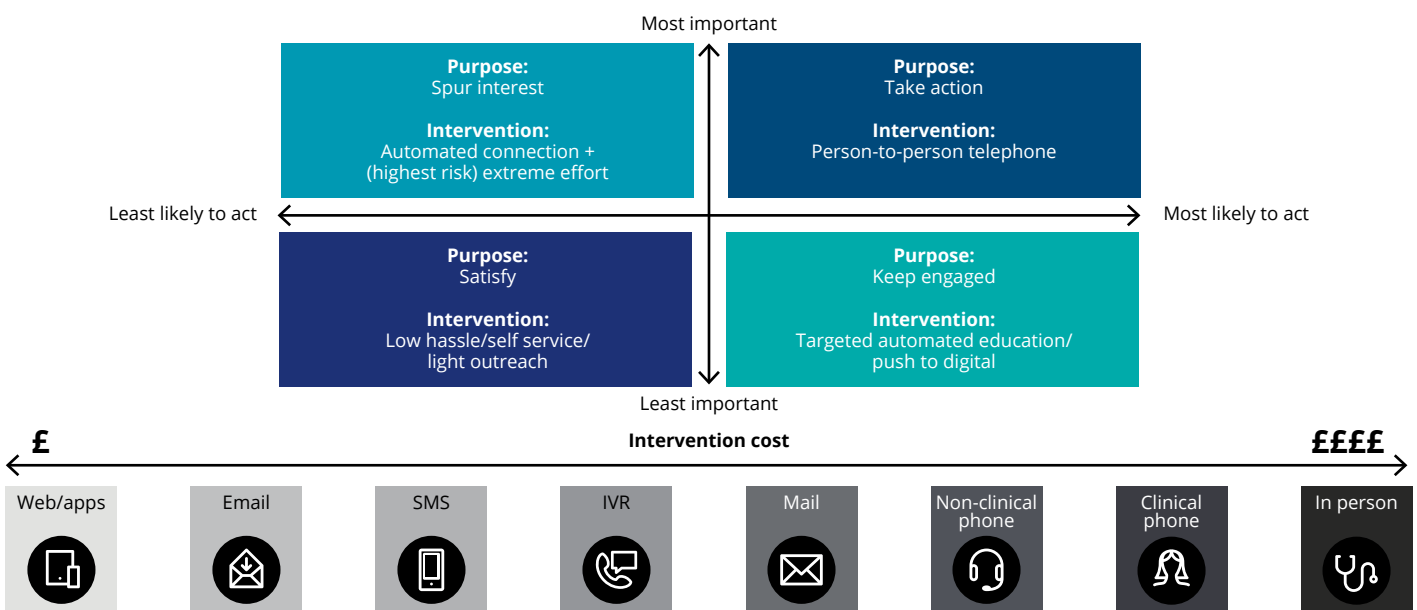 Most important
Purpose:
Spur interest
Intervention:
Automated connection +
(highest risk) extreme effort
Purpose:
Take action
Intervention:
Person-to-person telephone
Least likely to act
Most likely to act
Purpose:
Satisfy
Intervention:
Low hassle/self service/
light outreach
Purpose:
Keep engaged
Intervention:
Targeted automated education/
push to digital
Least important
£
Intervention cost
££££
Web/apps
Email
SMS
IVR
Mail
Non-clinical
phone
Clinical
phone
In person